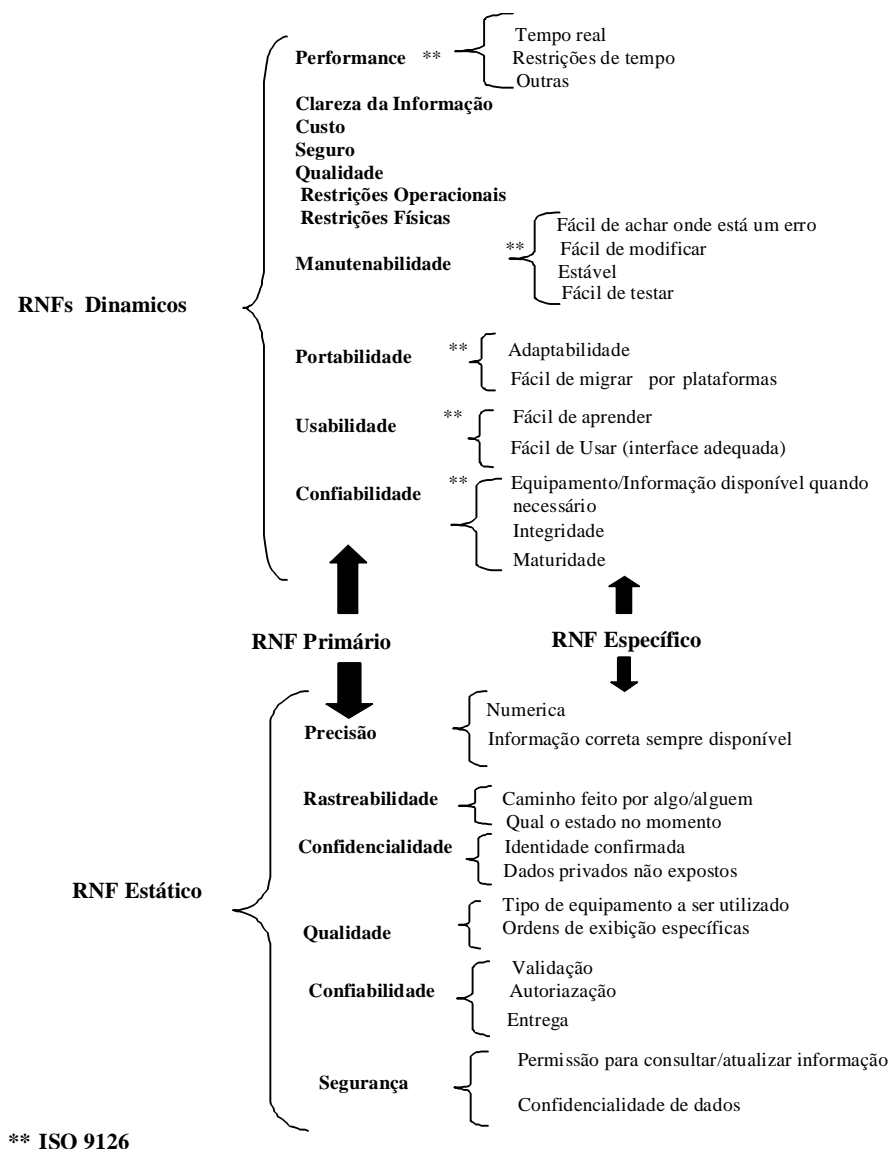 Performance **
Tempo real
Restrições de tempo
Outras
Clareza da Informação
Custo
Seguro
Qualidade
Restrições Operacionais
Restrições Físicas
Manutenabilidade **
Fácil de achar onde está um erro
Fácil de modificar
Estável
Fácil de testar
RNFs Dinamicos
Portabilidade **
Adaptabilidade
Fácil de migrar por plataformas
Usabilidade **
Fácil de aprender
Fácil de Usar (interface adequada)
Confiabilidade **
Equipamento/Informação disponível quando
necessário
Integridade
Maturidade
RNF Primário
RNF Específico
Precisão
Numerica
Informação correta sempre disponível
Rastreabilidade
Caminho feito por algo/alguem
Qual o estado no momento
Confidencialidade
Identidade confirmada
Dados privados não expostos
RNF Estático
Qualidade
Tipo de equipamento a ser utilizado
Ordens de exibição específicas
Confiabilidade
Validação
Autoriazação
Entrega
Segurança
Permissão para consultar/atualizar informação
Confidencialidade de dados
** ISO 9126